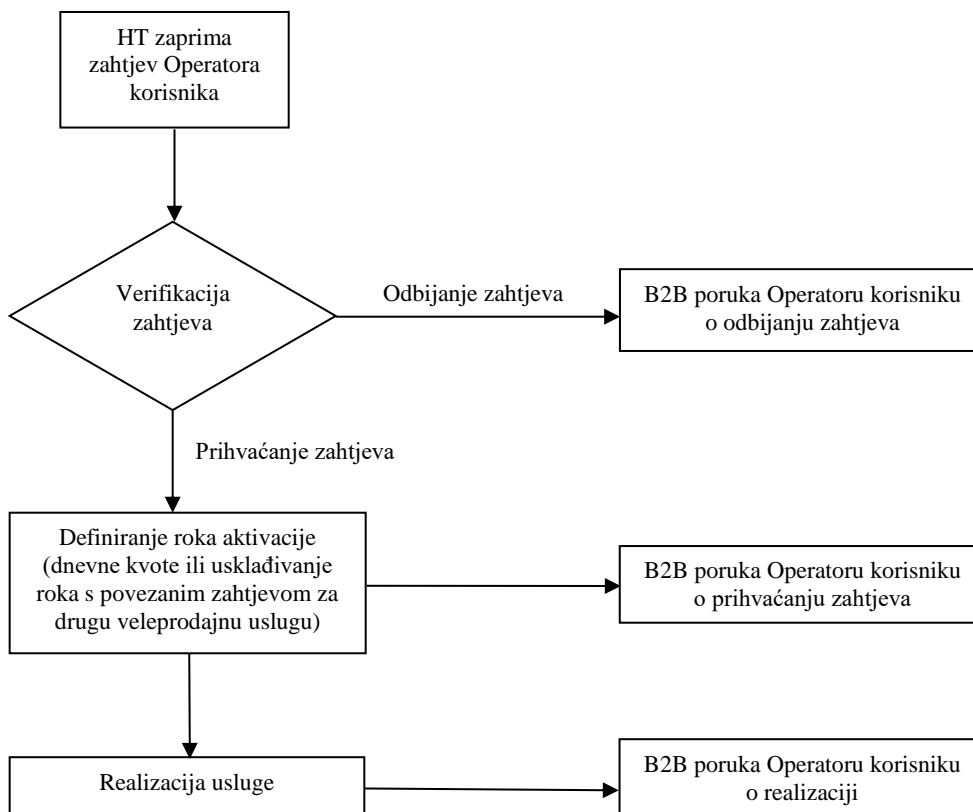 HT zaprima
zahtjev Operatora
korisnika
Verifikacija
zahtjeva
Odbijanje zahtjeva
B2B poruka Operatoru korisniku
o odbijanju zahtjeva
Prihvaćanje zahtjeva
Definiranje roka aktivacije
(dnevne kvote ili usklađivanje
roka s povezanim zahtjevom za
drugu veleprodajnu uslugu)
B2B poruka Operatoru korisniku
o prihvaćanju zahtjeva
Realizacija usluge
B2B poruka Operatoru korisniku
o realizaciji